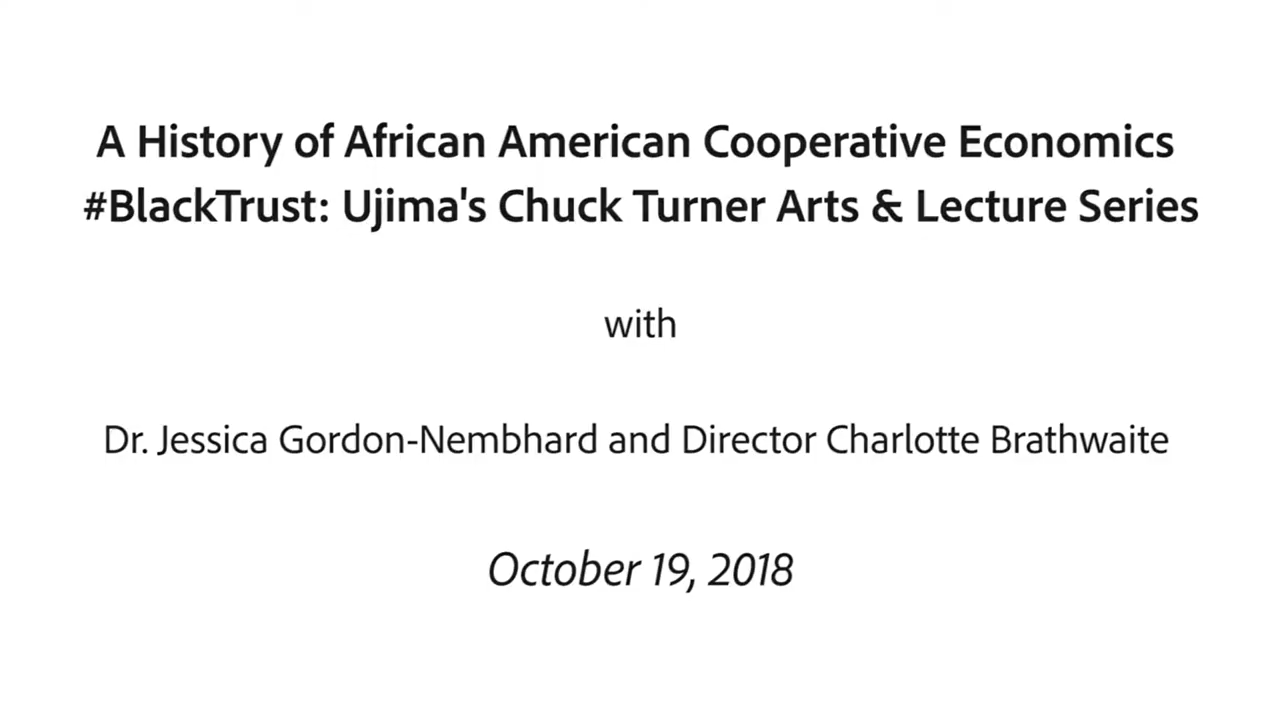 A History of African American Cooperative Economics
#BlackTrust: Ujima's Chuck Turner Arts & Lecture Series
with
Dr. Jessica Gordon-Nembhard and Director Charlotte Brathwaite
October 19, 2018